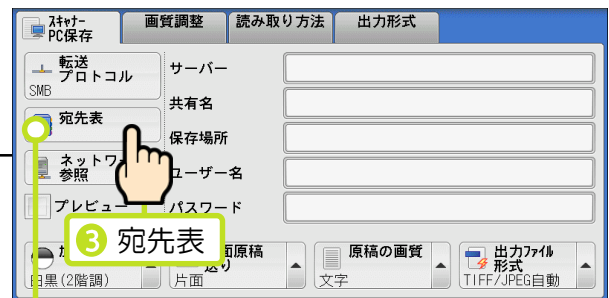 ｽｷｬﾅｰ
PC保存
画質調整
読み取り方法
出力形式
転送
プロトコル
SMB
サーバー
共有名
宛先表
保存場所
ネットワー
参照
ユーザー名
プレビュー
パスワード
❸ 宛先表
白黒(2階調)
面原稿
送り
片面
原稿の画質
文字
出力ﾌｧｲﾙ
形式
TIFF/JPEG自動